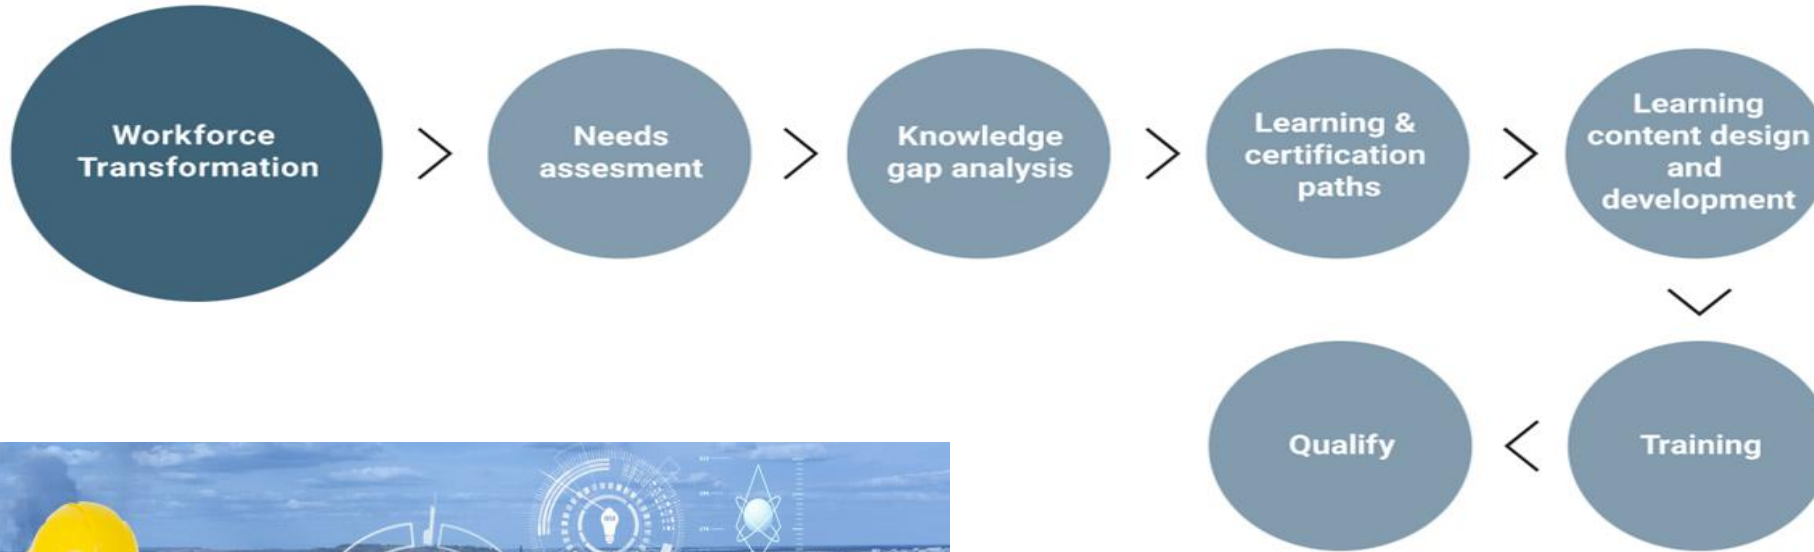 Workforce
Transformation
Needs
assesment
Knowledge
gap analysis
Learning &
certification
paths
Learning
content design
and
development
Training
Qualify